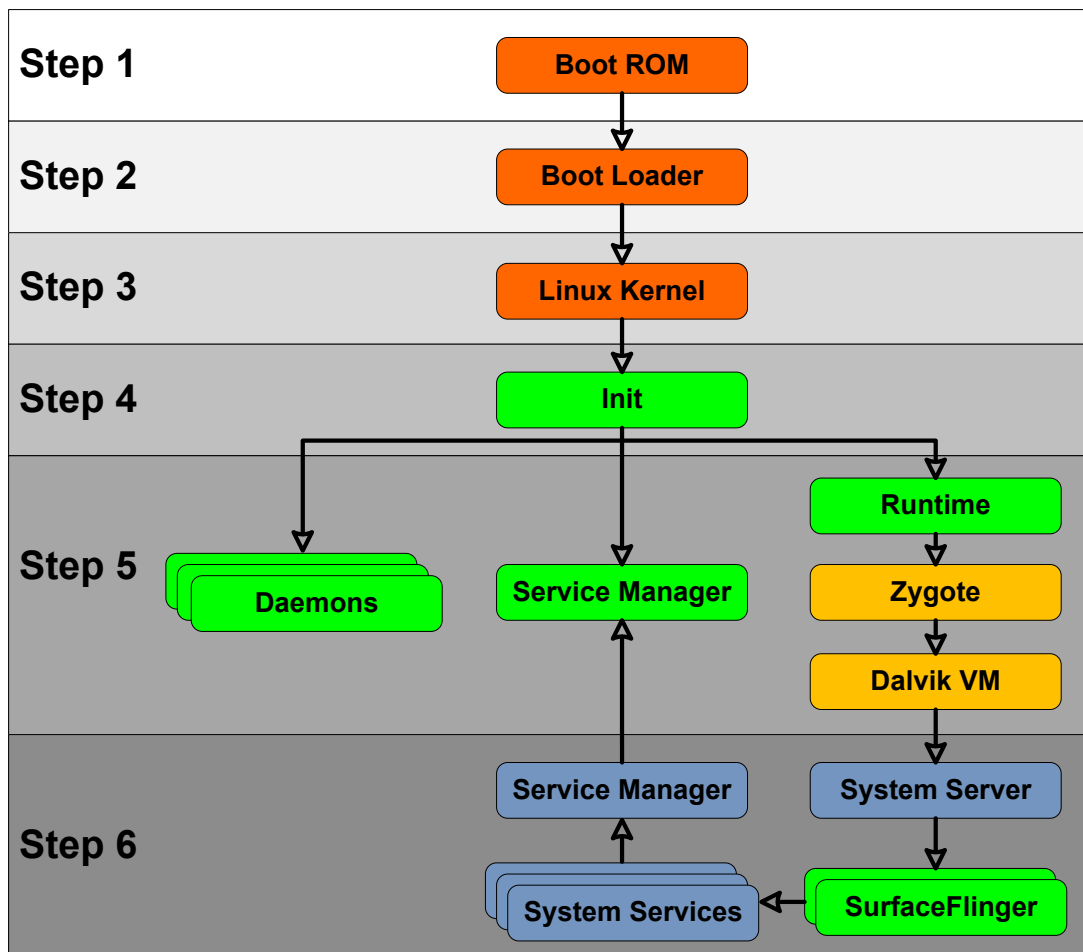 Step 1
Boot ROM
Step 2
Boot Loader
Step 3
Linux Kernel
Step 4
Init
Step 5
Runtime
Daemons
Service Manager
Zygote
Dalvik VM
Step 6
Service Manager
System Server
System Services
SurfaceFlinger